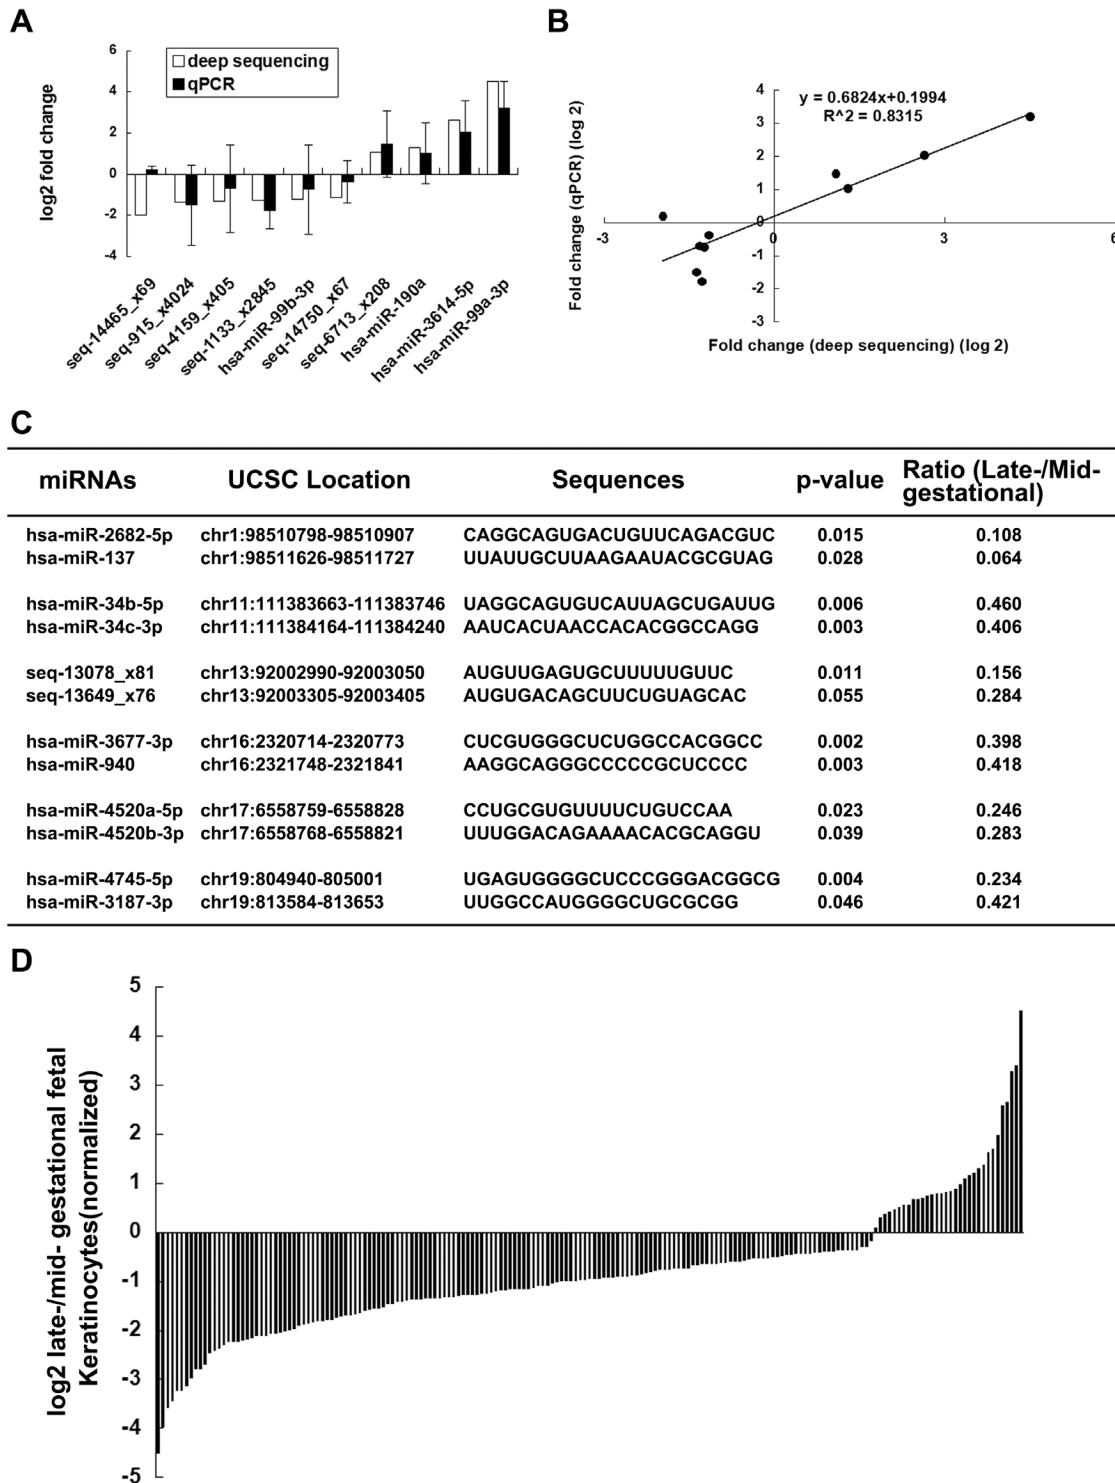 A
deep sequencing
qPCR
log2 fold change
6
4
2
0
-2
-4
seq-14465_x69
seq-915_x4024
seq-4159_x405
seq-1133_x2845
hsa-miR-99b-3p
seq-14750_x67
seq-6713_x208
hsa-miR-190a
hsa-miR-3614-5p
hsa-miR-99a-3p
B
y = 0.6824x+0.1994
R^2 = 0.8315
Fold change (qPCR) (log 2)
4
3
2
1
0
-1
-2
-3
-3
0
3
6
Fold change (deep sequencing) (log 2)
C
miRNAs UCSC Location Sequences p-value Ratio (Late-/Mid-
gestational)
hsa-miR-2682-5p chr1:98510798-98510907 CAGGCAGUGACUGUUCAGACGUC 0.015 0.108
hsa-miR-137 chr1:98511626-98511727 UUAUUGCUUAAGAAUACGCGUAG 0.028 0.064
hsa-miR-34b-5p chr11:111383663-111383746 UAGGCAGUGUCAUUAGCUGAUUG 0.006 0.460
hsa-miR-34c-3p chr11:111384164-111384240 AAUCACUAACCACACGGCCAGG 0.003 0.406
seq-13078_x81 chr13:92002990-92003050 AUGUUGAGUGCUUUUUGUUC 0.011 0.156
seq-13649_x76 chr13:92003305-92003405 AUGUGACAGCUUCUGUAGCAC 0.055 0.284
hsa-miR-3677-3p chr16:2320714-2320773 CUCGUGGGCUCUGGCCACGGCC 0.002 0.398
hsa-miR-940 chr16:2321748-2321841 AAGGCAGGGCCCCCGCUCCCC 0.003 0.418
hsa-miR-4520a-5p chr17:6558759-6558828 CCUGCGUGUUUUCUGUCCAA 0.023 0.246
hsa-miR-4520b-3p chr17:6558768-6558821 UUUGGACAGAAAACACGCAGGU 0.039 0.283
hsa-miR-4745-5p chr19:804940-805001 UGAGUGGGGCUCCCGGGACGGCG 0.004 0.234
hsa-miR-3187-3p chr19:813584-813653 UUGGCCAUGGGGCUGCGCGG 0.046 0.421
D
log2 late-/mid- gestational fetal
Keratinocytes(normalized)
5
4
3
2
1
0
-1
-2
-3
-4
-5